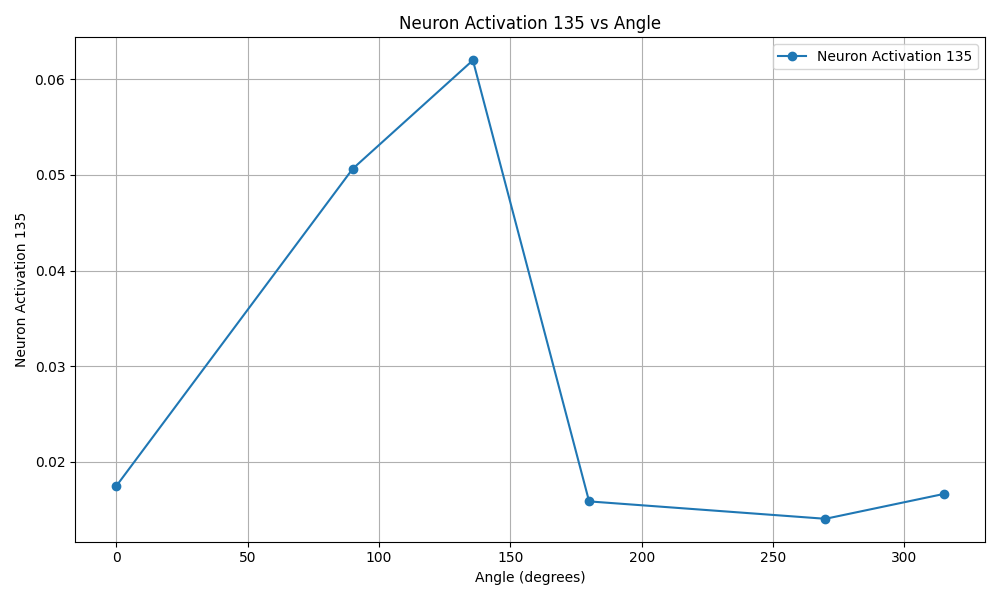 Neuron Activation 135 vs Angle
Neuron Activation 135
Neuron Activation 135
0.06
0.05
0.04
0.03
0.02
0 50 100 150 200 250 300
Angle (degrees)